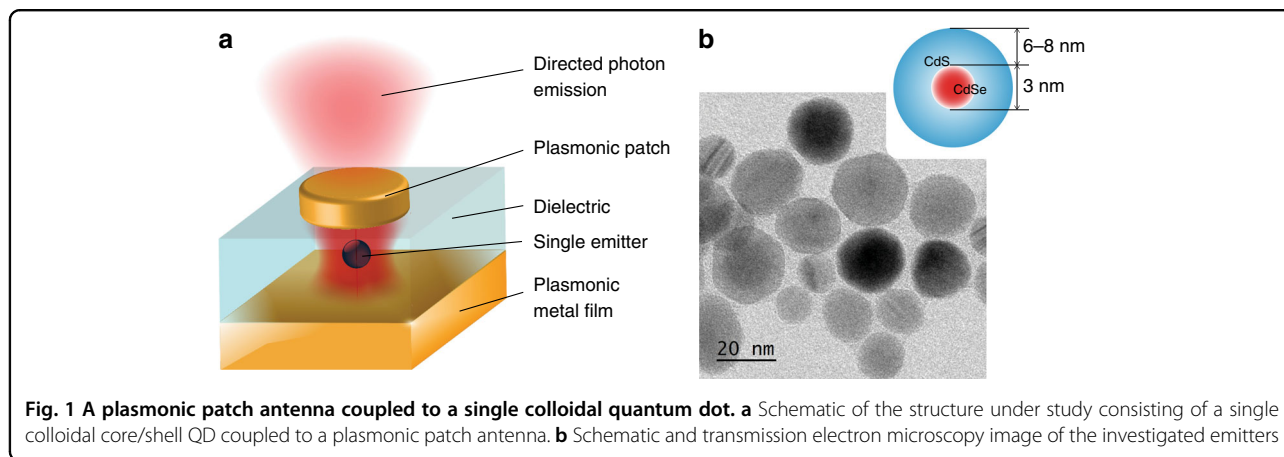 a
Directed photon
emission
Plasmonic patch
Dielectric
Single emitter
Plasmonic
metal film
b
6–8 nm
CdS
3 nm
CdSe
20 nm
Fig. 1 A plasmonic patch antenna coupled to a single colloidal quantum dot. a Schematic of the structure under study consisting of a single
colloidal core/shell QD coupled to a plasmonic patch antenna. b Schematic and transmission electron microscopy image of the investigated emitters